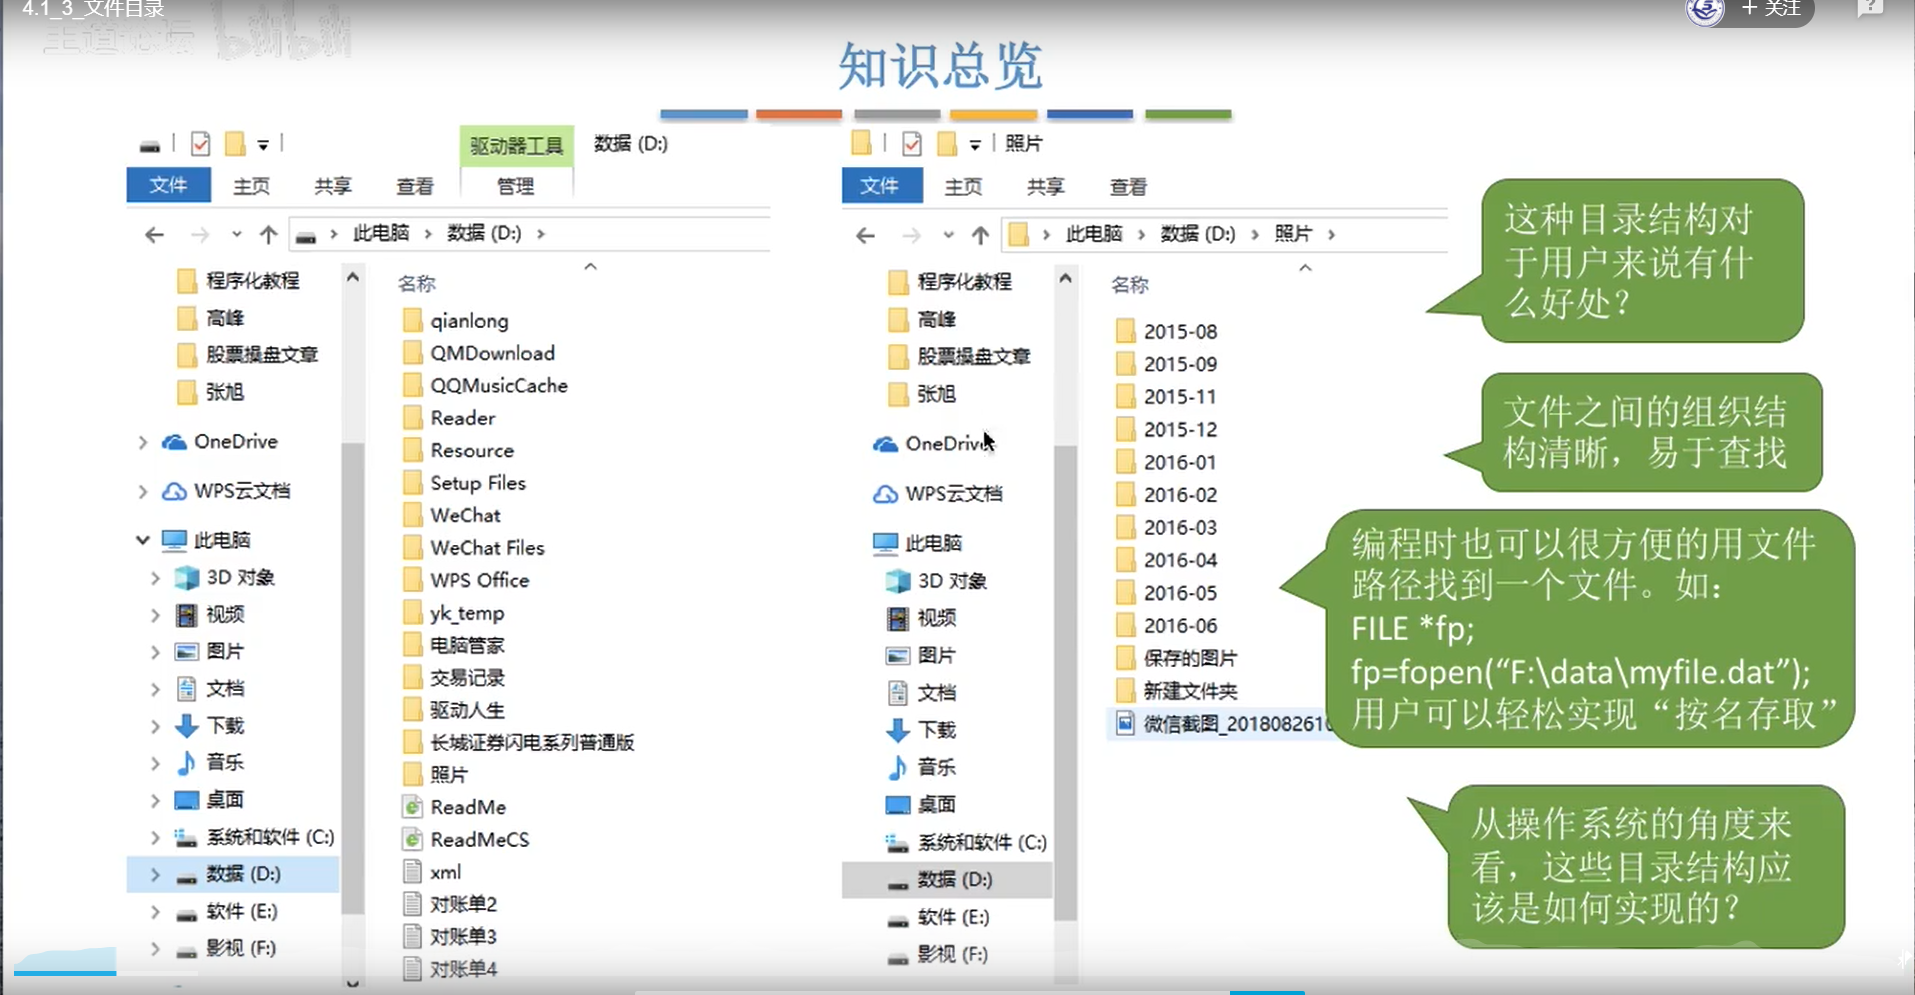 4.1_3_文件目录
+ 关注
王道论坛 bilibili
知识总览
驱动器工具
数据 (D:)
文件
主页
共享
查看
管理
此电脑 > 数据 (D:) >
程序化教程
高峰
股票操盘文章
张旭
OneDrive
WPS云文档
此电脑
3D 对象
视频
图片
文档
下载
音乐
桌面
系统和软件 (C:)
数据 (D:)
软件 (E:)
影视 (F:)
名称
qianlong
QMDownload
QQMusicCache
Reader
Resource
Setup Files
WeChat
WeChat Files
WPS Office
yk_temp
电脑管家
交易记录
驱动人生
长城证券闪电系列普通版
照片
ReadMe
ReadMeCS
xml
对账单2
对账单3
对账单4
照片
文件
主页
共享
查看
此电脑 > 数据 (D:) > 照片 >
程序化教程
高峰
股票操盘文章
张旭
OneDrive
WPS云文档
此电脑
3D 对象
视频
图片
文档
下载
音乐
桌面
系统和软件 (C:)
数据 (D:)
软件 (E:)
影视 (F:)
名称
2015-08
2015-09
2015-11
2015-12
2016-01
2016-02
2016-03
2016-04
2016-05
2016-06
保存的图片
新建文件夹
微信截图_201808261
这种目录结构对
于用户来说有什
么好处？
文件之间的组织结
构清晰，易于查找
编程时也可以很方便的用文件
路径找到一个文件。如：
FILE *fp;
fp=fopen(“F:\data\myfile.dat”);
用户可以轻松实现“按名存取”
从操作系统的角度来
看，这些目录结构应
该是如何实现的？